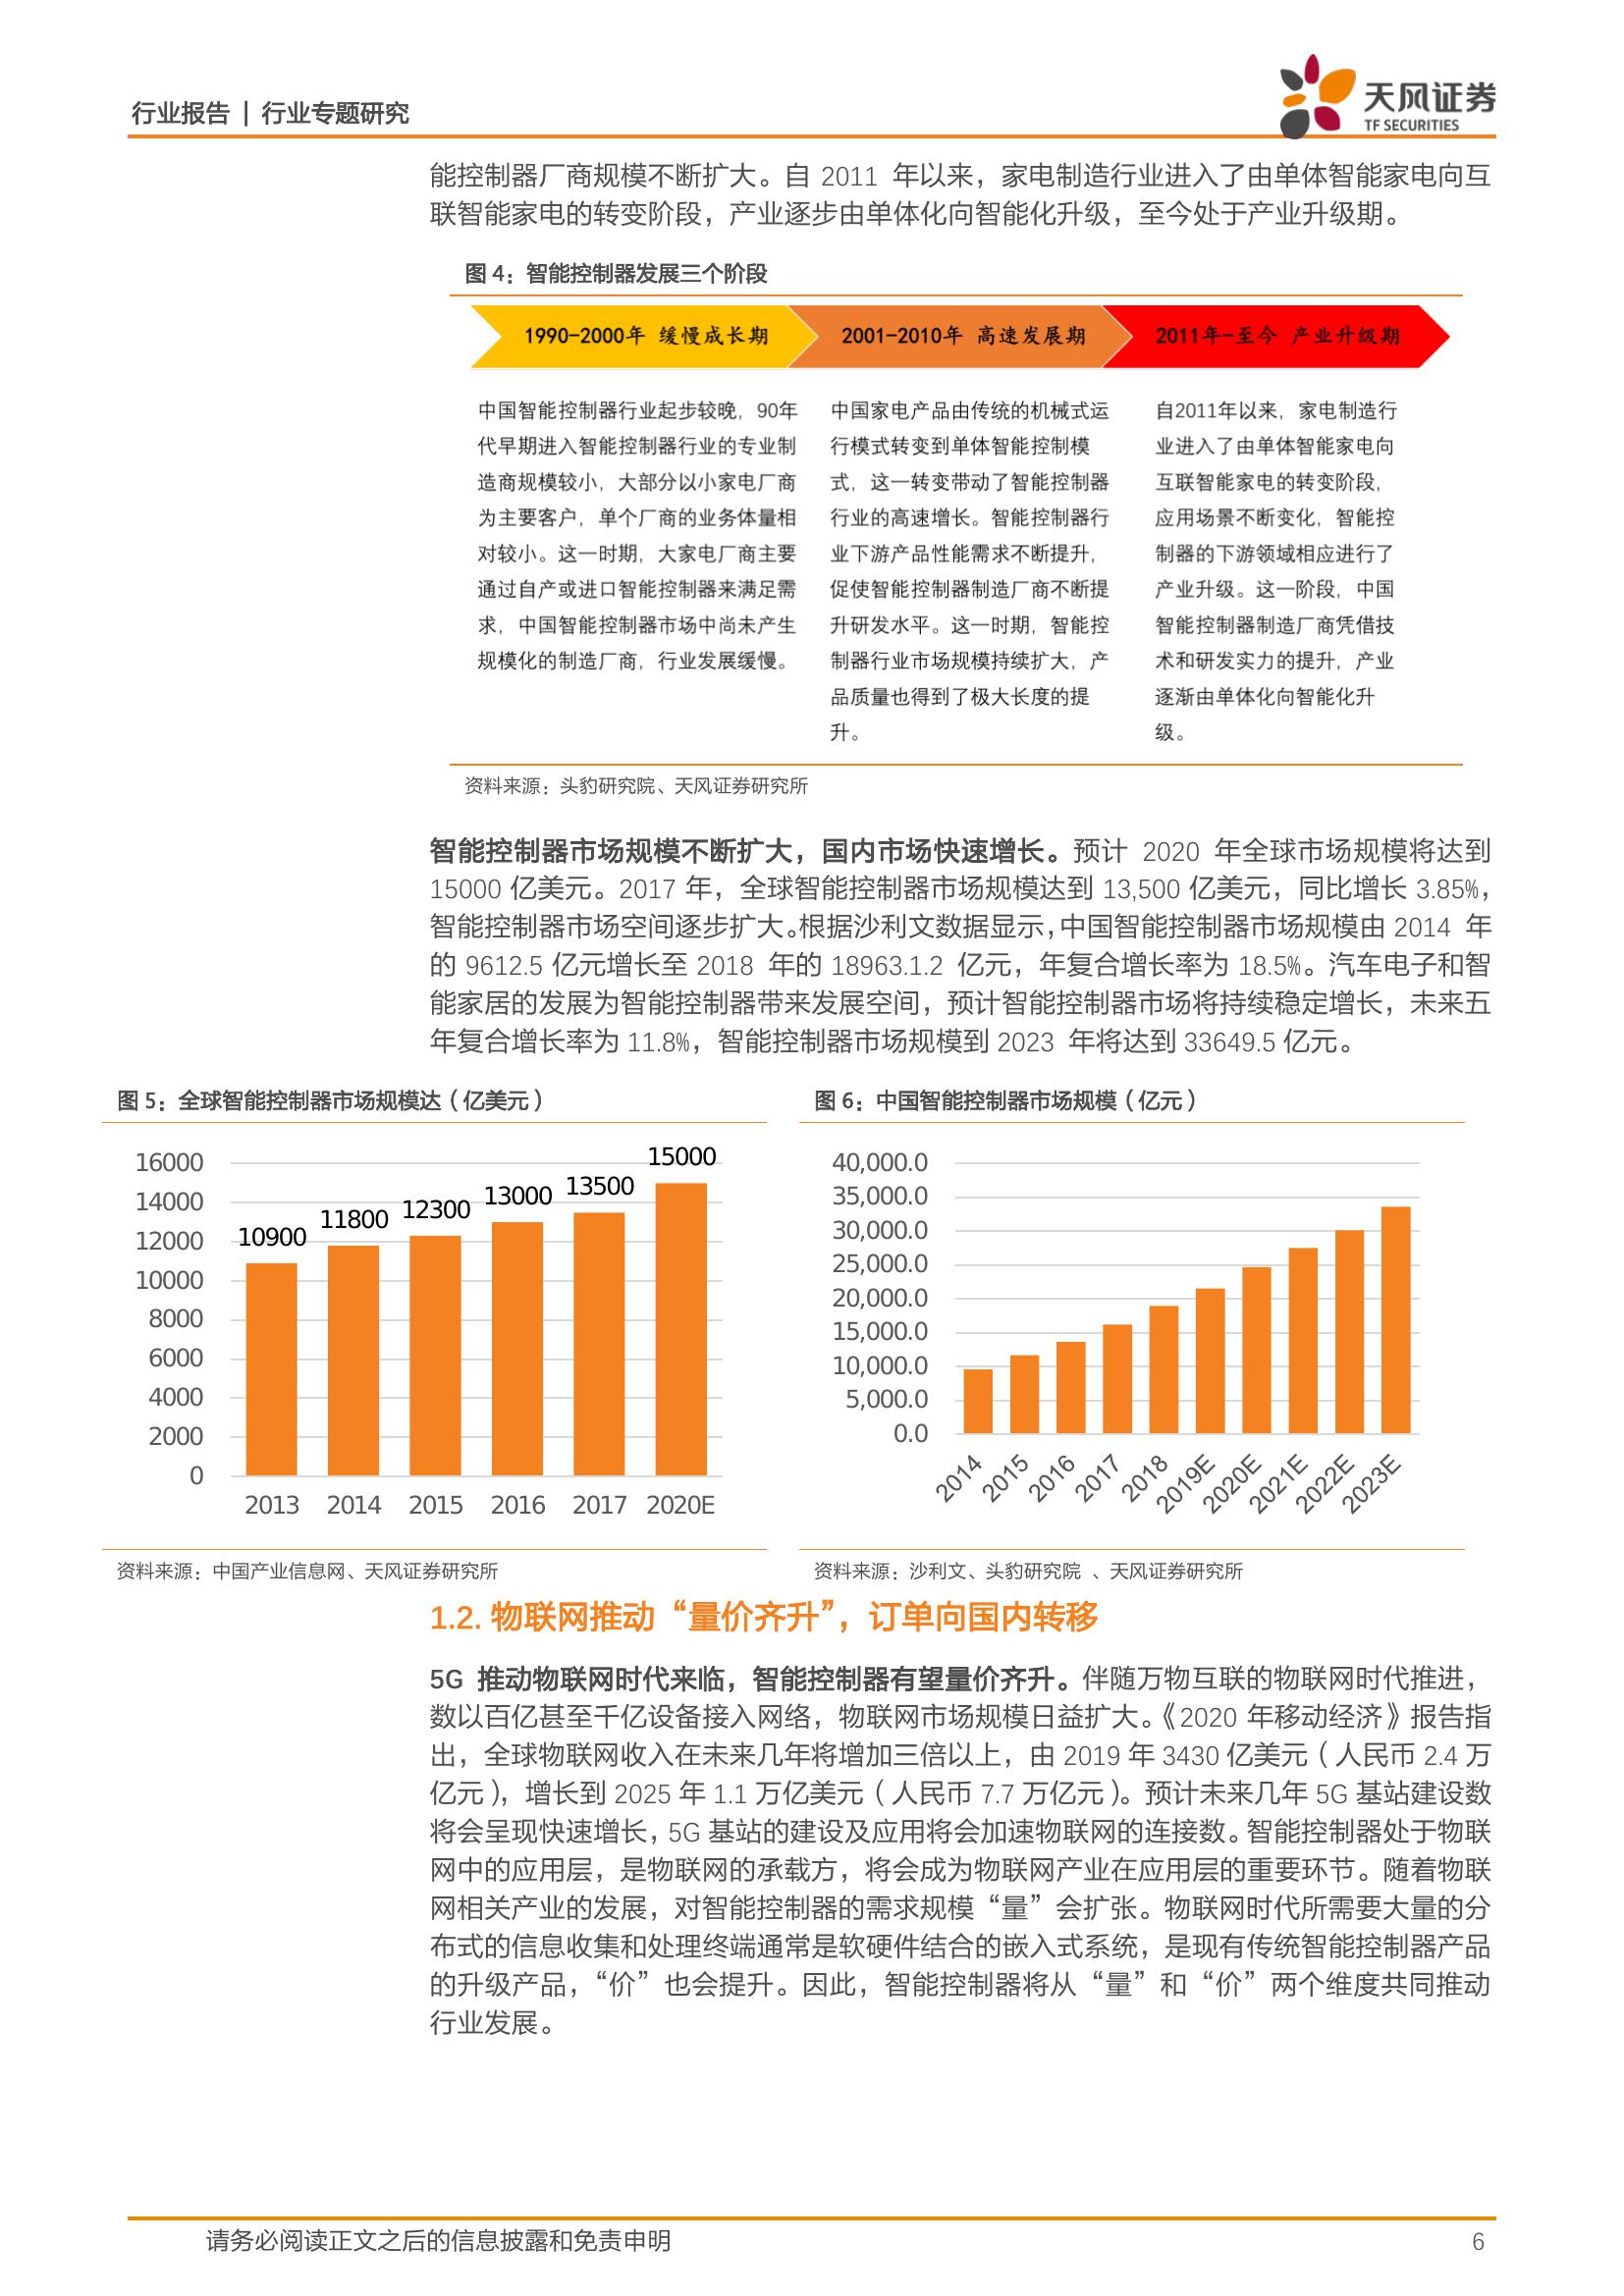 行业报告 | 行业专题研究
天风证券
TF SECURITIES
能控制器厂商规模不断扩大。自 2011 年以来，家电制造行业进入了由单体智能家电向互
联智能家电的转变阶段，产业逐步由单体化向智能化升级，至今处于产业升级期。
图 4：智能控制器发展三个阶段
1990-2000年 缓慢成长期
2001-2010年 高速发展期
2011年-至今 产业升级期
中国智能控制器行业起步较晚，90年
代早期进入智能控制器行业的专业制
造商规模较小，大部分以小家电厂商
为主要客户，单个厂商的业务体量相
对较小。这一时期，大家电厂商主要
通过自产或进口智能控制器来满足需
求，中国智能控制器市场中尚未产生
规模化的制造厂商，行业发展缓慢。
中国家电产品由传统的机械式运
行模式转变到单体智能控制模
式，这一转变带动了智能控制器
行业的高速增长。智能控制器行
业下游产品性能需求不断提升，
促使智能控制器制造厂商不断提
升研发水平。这一时期，智能控
制器行业市场规模持续扩大，产
品质量也得到了极大长度的提
升。
自2011年以来，家电制造行
业进入了由单体智能家电向
互联智能家电的转变阶段，
应用场景不断变化，智能控
制器的下游领域相应进行了
产业升级。这一阶段，中国
智能控制器制造厂商凭借技
术和研发实力的提升，产业
逐渐由单体化向智能化升
级。
资料来源：头豹研究院、天风证券研究所
智能控制器市场规模不断扩大，国内市场快速增长。预计 2020 年全球市场规模将达到
15000 亿美元。2017 年，全球智能控制器市场规模达到 13,500 亿美元，同比增长 3.85%，
智能控制器市场空间逐步扩大。根据沙利文数据显示，中国智能控制器市场规模由 2014 年
的 9612.5 亿元增长至 2018 年的 18963.1.2 亿元，年复合增长率为 18.5%。汽车电子和智
能家居的发展为智能控制器带来发展空间，预计智能控制器市场将持续稳定增长，未来五
年复合增长率为 11.8%，智能控制器市场规模到 2023 年将达到 33649.5 亿元。
图 5：全球智能控制器市场规模达（亿美元）
16000
14000
12000
10000
8000
6000
4000
2000
0
10900
11800
12300
13000
13500
15000
2013 2014 2015 2016 2017 2020E
资料来源：中国产业信息网、天风证券研究所
图 6：中国智能控制器市场规模（亿元）
40,000.0
35,000.0
30,000.0
25,000.0
20,000.0
15,000.0
10,000.0
5,000.0
0.0
2014 2015 2016 2017 2018 2019E 2020E 2021E 2022E 2023E
资料来源：沙利文、头豹研究院 、天风证券研究所
1.2. 物联网推动“量价齐升”，订单向国内转移
5G 推动物联网时代来临，智能控制器有望量价齐升。伴随万物互联的物联网时代推进，
数以百亿甚至千亿设备接入网络，物联网市场规模日益扩大。《2020 年移动经济》报告指
出，全球物联网收入在未来几年将增加三倍以上，由 2019 年 3430 亿美元（人民币 2.4 万
亿元），增长到 2025 年 1.1 万亿美元（人民币 7.7 万亿元）。预计未来几年 5G 基站建设数
将会呈现快速增长，5G 基站的建设及应用将会加速物联网的连接数。智能控制器处于物联
网中的应用层，是物联网的承载方，将会成为物联网产业在应用层的重要环节。随着物联
网相关产业的发展，对智能控制器的需求规模“量”会扩张。物联网时代所需要大量的分
布式的信息收集和处理终端通常是软硬件结合的嵌入式系统，是现有传统智能控制器产品
的升级产品，“价”也会提升。因此，智能控制器将从“量”和“价”两个维度共同推动
行业发展。
请务必阅读正文之后的信息披露和免责申明
6